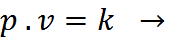 p . v = k →